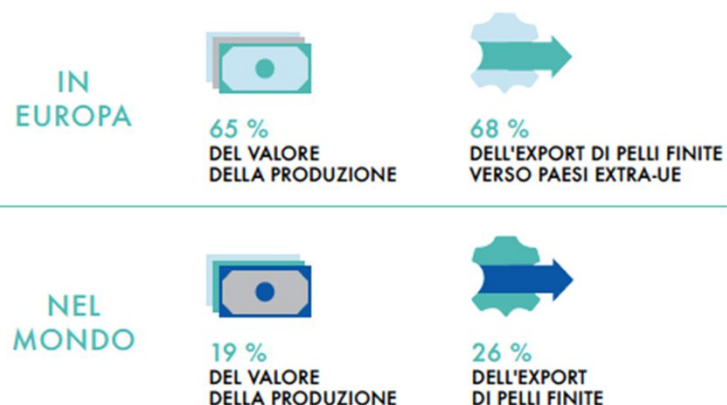 IN
EUROPA
65 %
DEL VALORE
DELLA PRODUZIONE
68 %
DELL'EXPORT DI PELLI FINITE
VERSO PAESI EXTRA-UE
NEL
MONDO
19 %
DEL VALORE
DELLA PRODUZIONE
26 %
DELL'EXPORT
DI PELLI FINITE